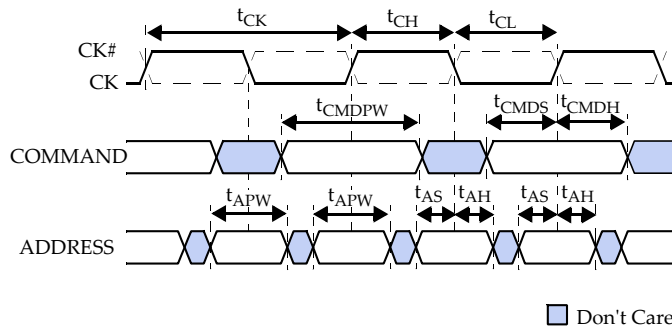 tCK tCH tCL
CK#
CK
tCMDPW tCMDS tCMDH
COMMAND
tAPW tAPW tAS tAH tAS tAH
ADDRESS
Don't Care